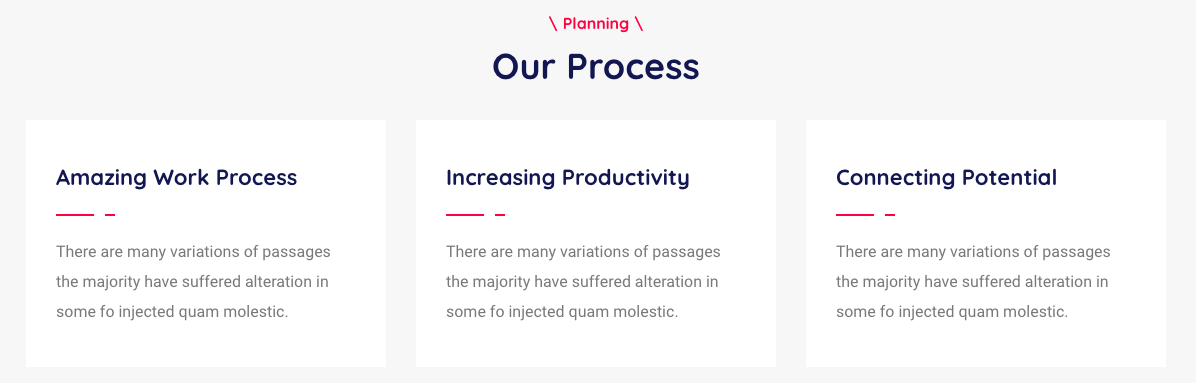 \ Planning \
Our Process
Amazing Work Process
There are many variations of passages
the majority have suffered alteration in
some fo injected quam molestic.
Increasing Productivity
There are many variations of passages
the majority have suffered alteration in
some fo injected quam molestic.
Connecting Potential
There are many variations of passages
the majority have suffered alteration in
some fo injected quam molestic.